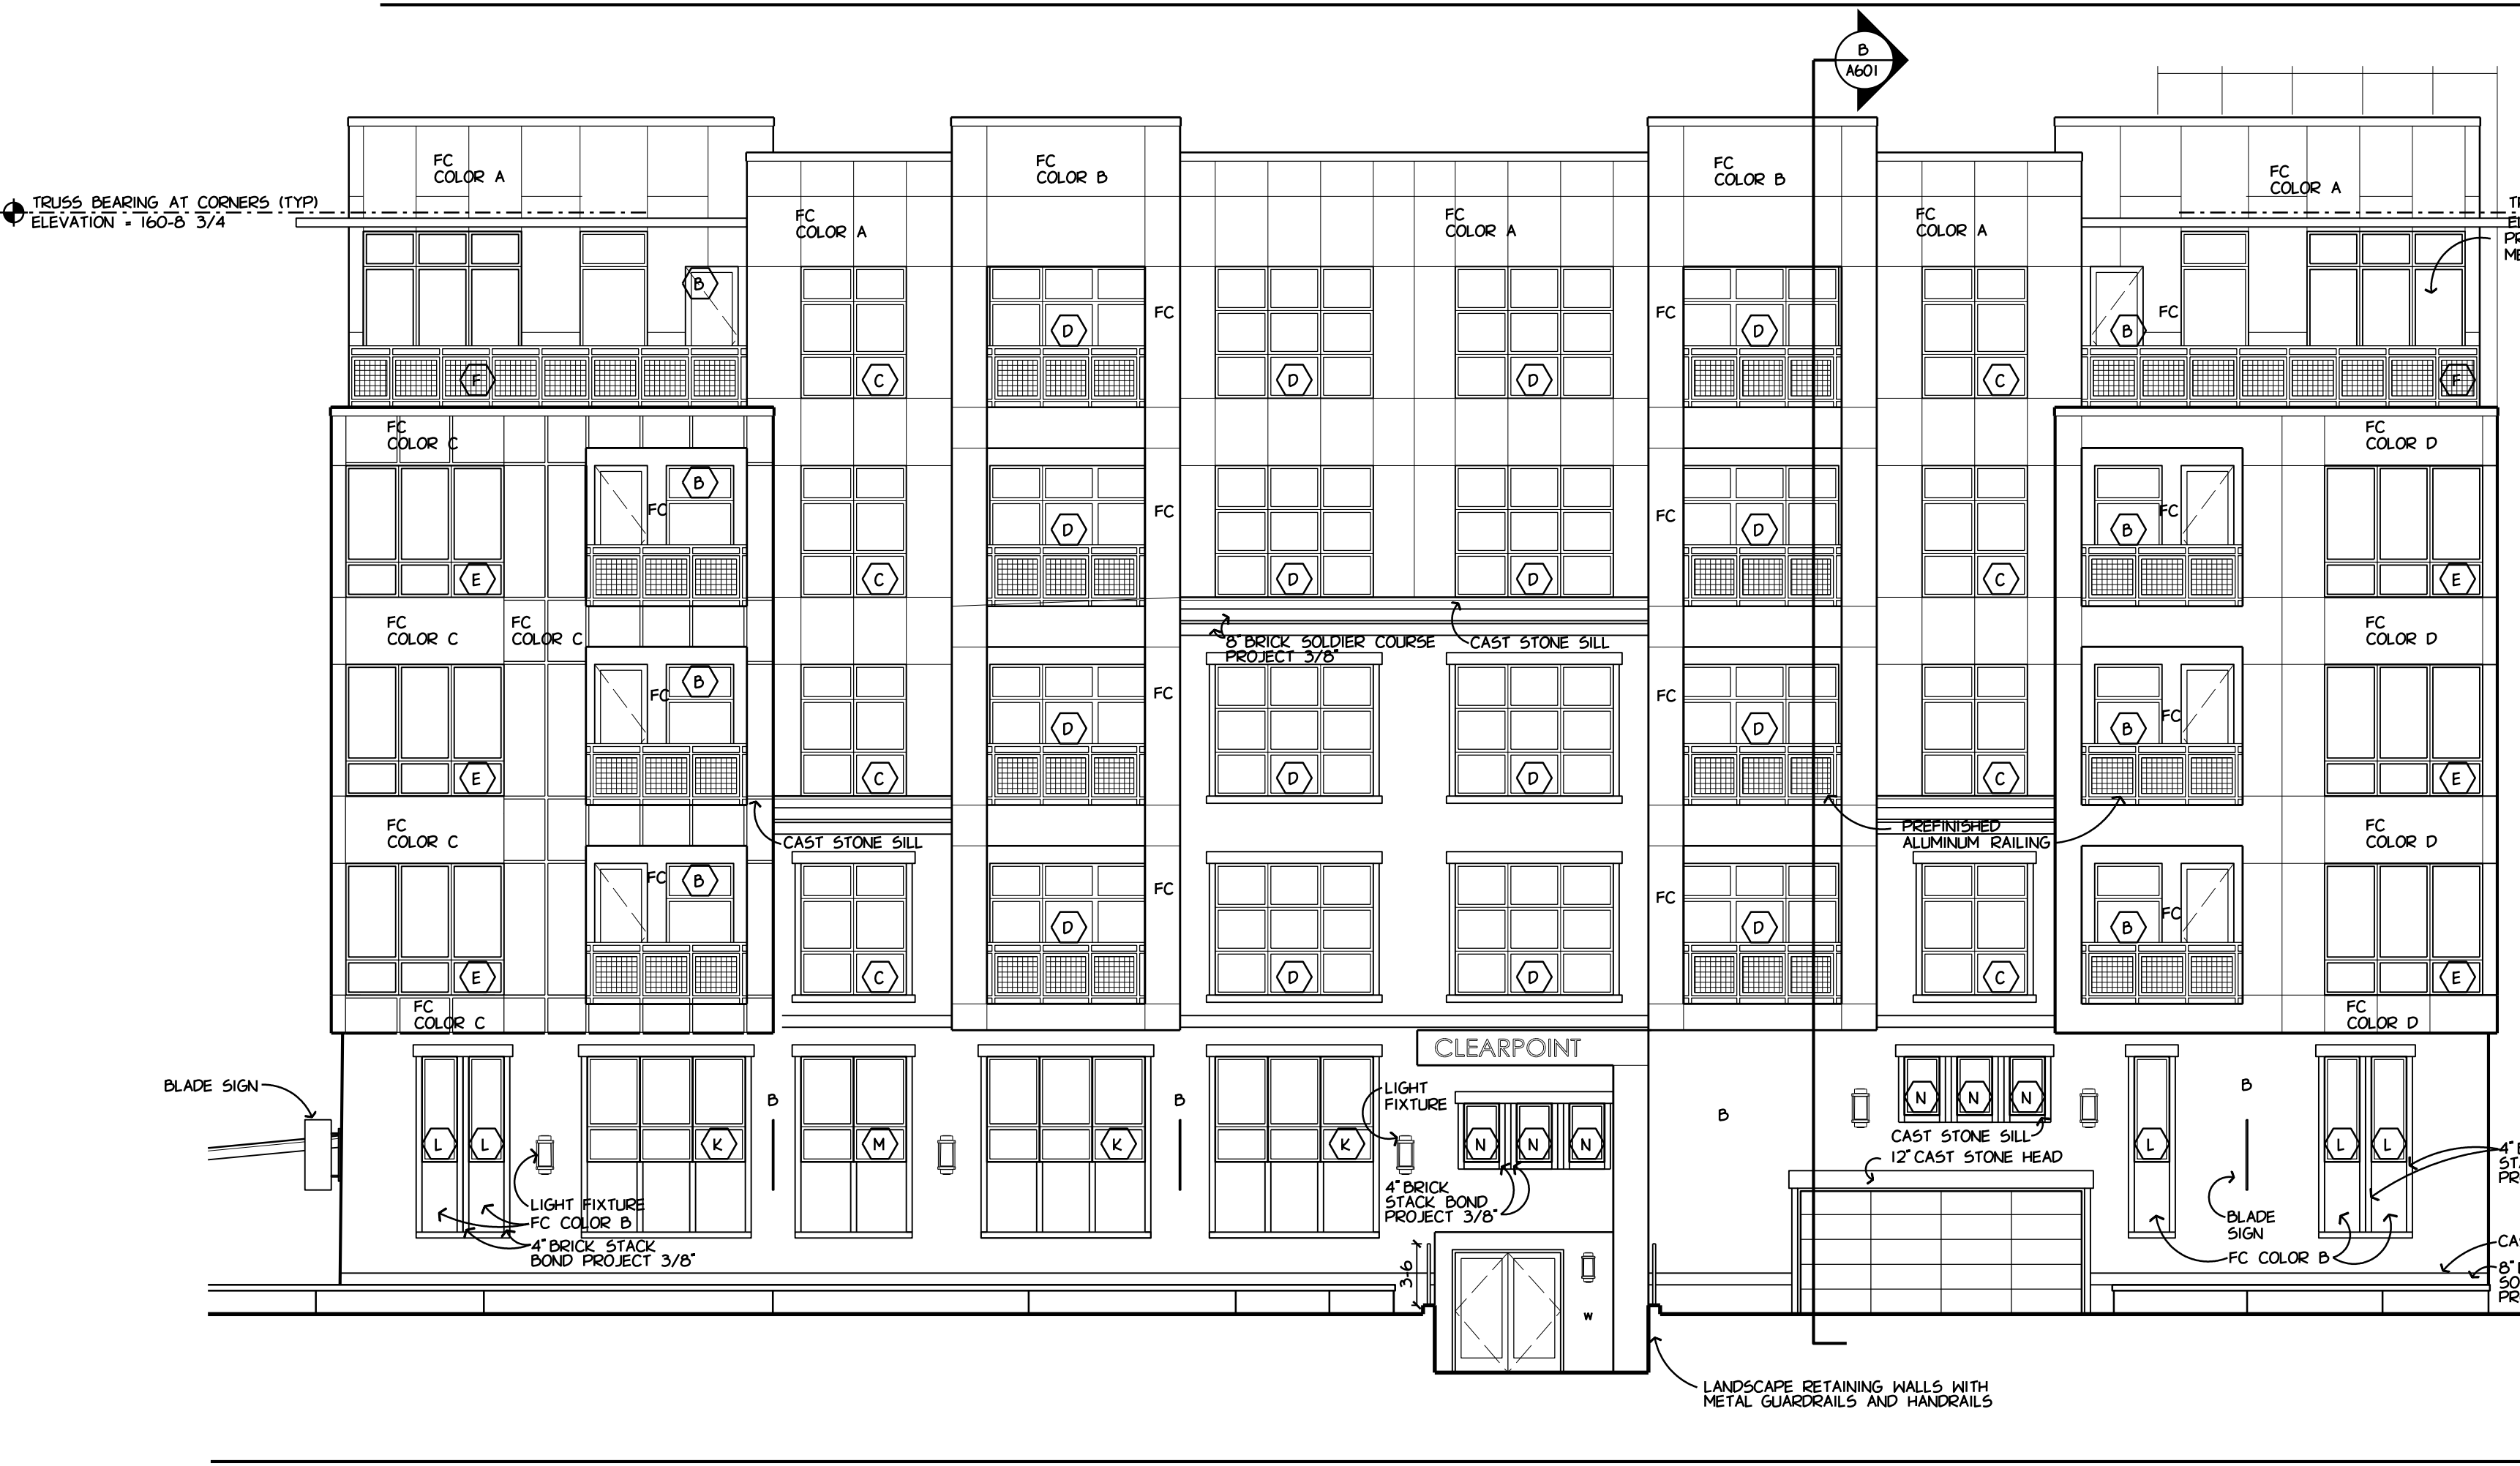 B
A601
FC
COLOR A
FC
COLOR B
FC
COLOR B
FC
COLOR A
TRUSS BEARING AT CORNERS (TYP)
ELEVATION = 160-8 3/4
FC
COLOR A
FC
COLOR A
FC
COLOR A
B
FC
FC
FC
D
D
B
F
C
D
D
C
F
FC
COLOR C
FC
COLOR D
B
FC
FC
FC
FC
D
D
B
E
C
D
D
C
E
FC
COLOR C
FC
COLOR C
8" BRICK SOLDIER COURSE
PROJECT 3/8"
CAST STONE SILL
FC
COLOR D
B
FC
FC
FC
FC
D
D
B
E
C
D
D
C
E
FC
COLOR C
CAST STONE SILL
PREFINISHED
ALUMINUM RAILING
FC
COLOR D
B
FC
FC
FC
FC
D
D
B
E
C
D
D
C
E
FC
COLOR C
FC
COLOR D
CLEARPOINT
BLADE SIGN
LIGHT
FIXTURE
B
B
B
B
N
N
N
L
L
K
M
K
K
N
N
N
L
L
L
CAST STONE SILL
12" CAST STONE HEAD
4" BRICK
STACK BOND
PROJECT 3/8"
LIGHT FIXTURE
FC COLOR B
4" BRICK STACK
BOND PROJECT 3/8"
BLADE
SIGN
FC COLOR B
3-6
W
LANDSCAPE RETAINING WALLS WITH
METAL GUARDRAILS AND HANDRAILS